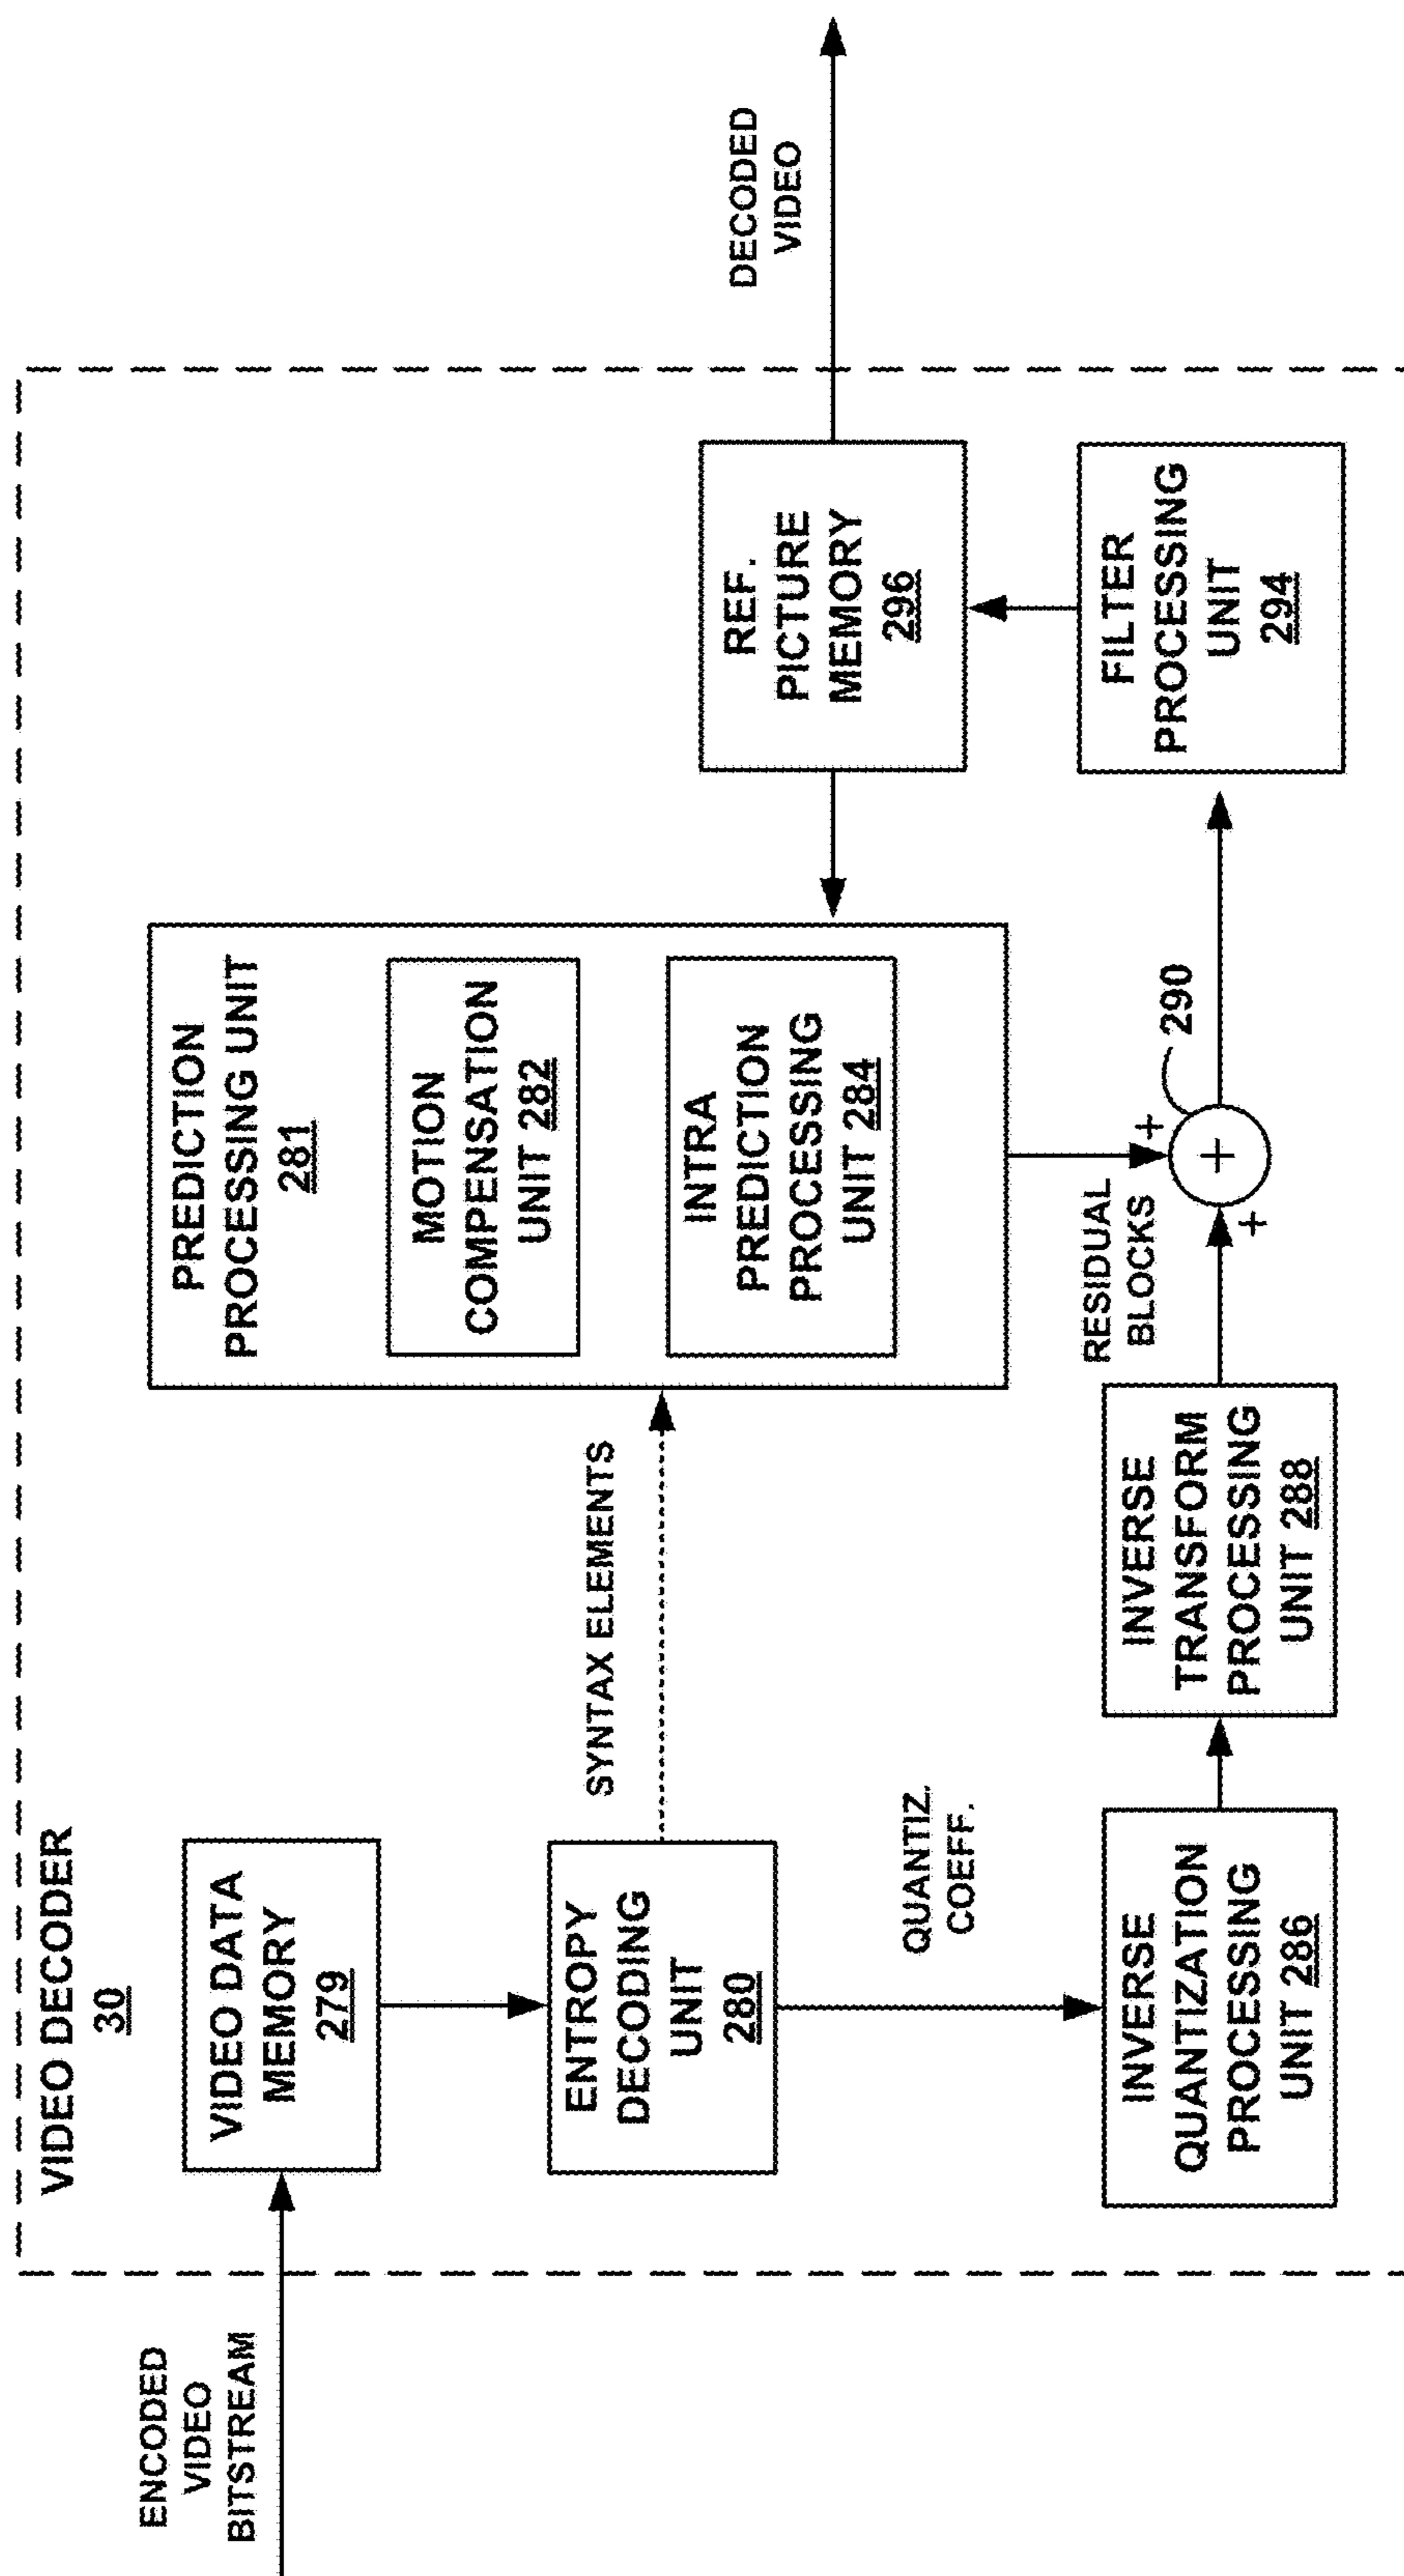 VIDEO DECODER
30
ENCODED
VIDEO
BITSTREAM
VIDEO DATA
MEMORY
279
ENTROPY
DECODING
UNIT
280
SYNTAX ELEMENTS
QUANTIZ.
COEFF.
INVERSE
QUANTIZATION
PROCESSING
UNIT 286
INVERSE
TRANSFORM
PROCESSING
UNIT 288
PREDICTION
PROCESSING UNIT
281
MOTION
COMPENSATION
UNIT 282
INTRA
PREDICTION
PROCESSING
UNIT 284
RESIDUAL
BLOCKS
+
+
+
290
REF.
PICTURE
MEMORY
296
FILTER
PROCESSING
UNIT
294
DECODED
VIDEO